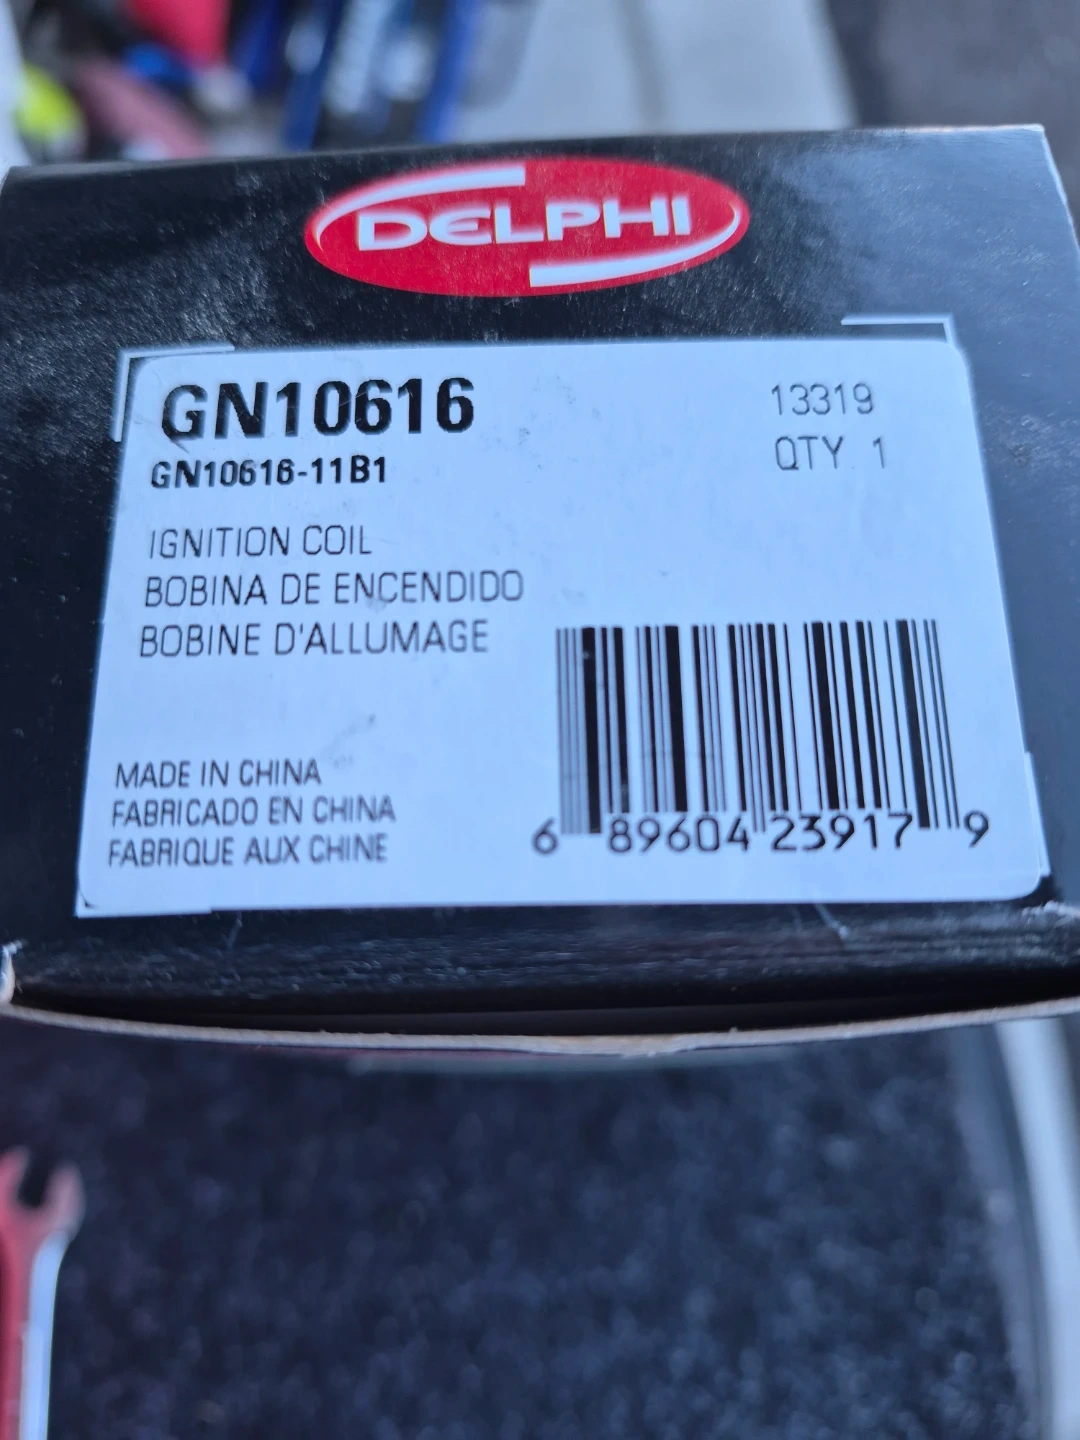 DELPHI
GN10616
13319
GN10616-11B1
QTY 1
IGNITION COIL
BOBINA DE ENCENDIDO
BOBINE D'ALLUMAGE
MADE IN CHINA
FABRICADO EN CHINA
FABRIQUE AUX CHINE
6 89604 23917 9